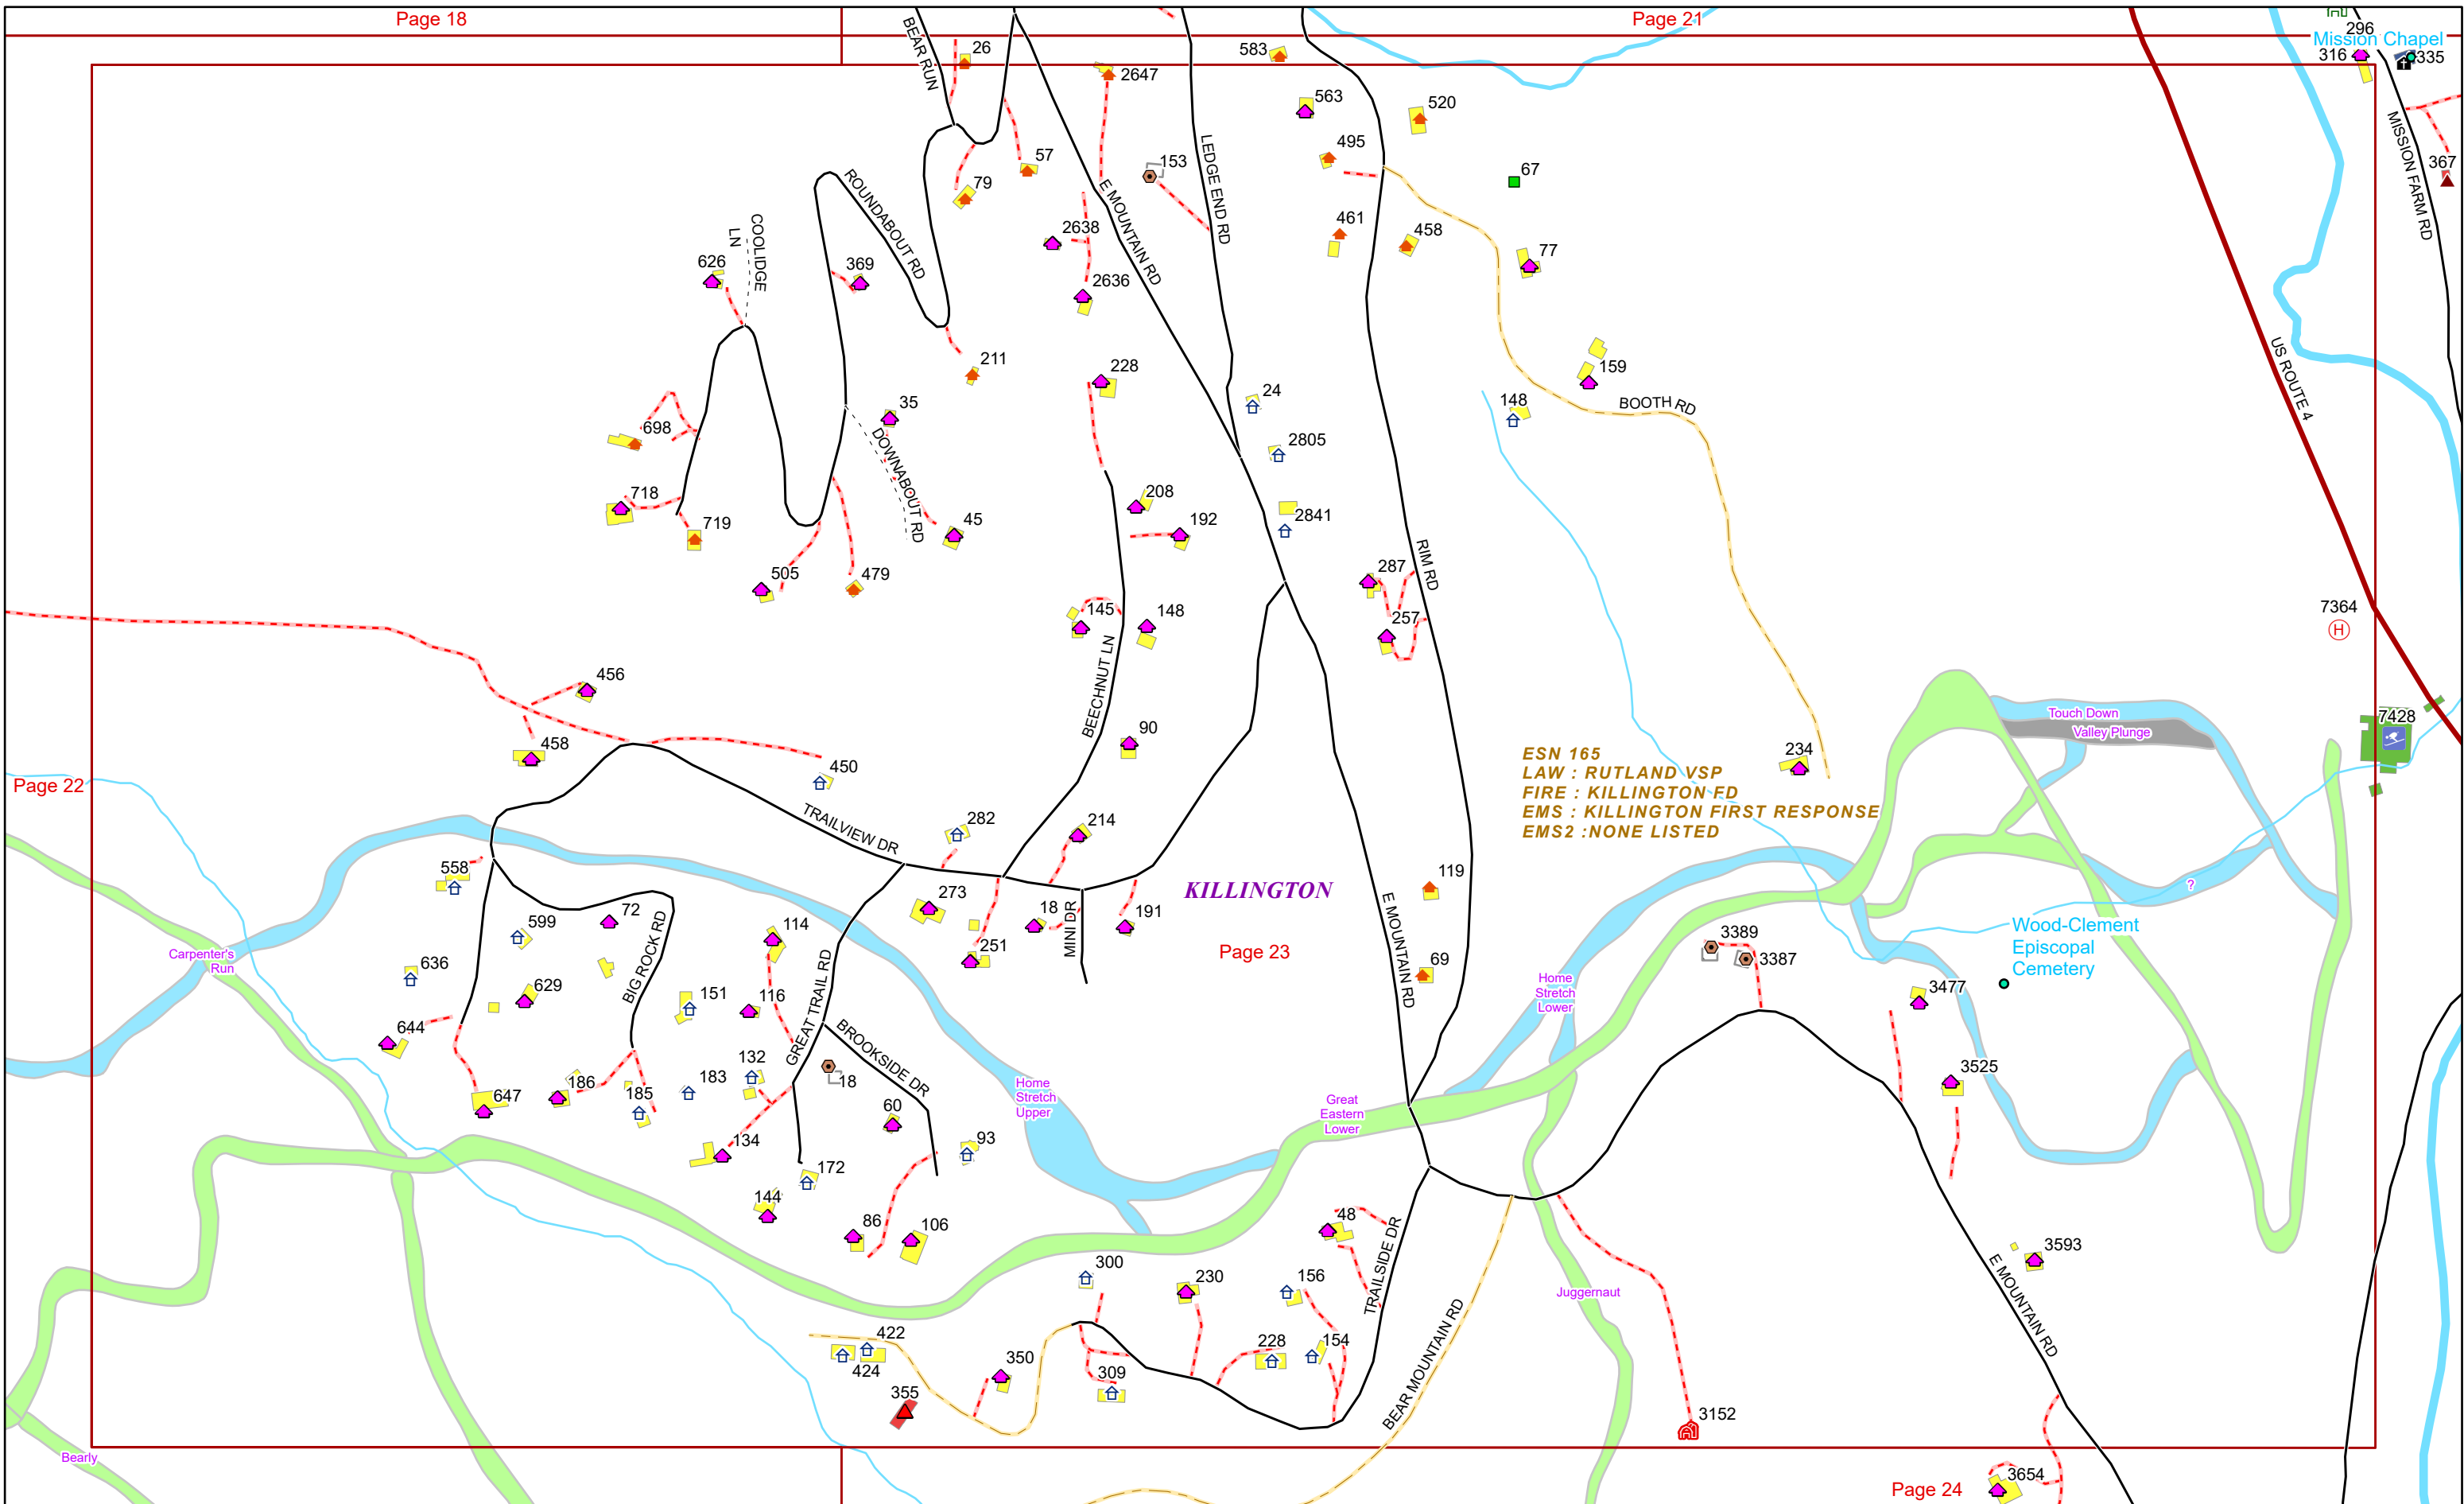 Page 18
Page 21
296
Mission Chapel
316
335
BEAR RUN
26
2647
583
563
520
495
67
MISSION FARM RD
367
57
79
153
LEDGE END RD
ROUNDABOUT RD
E MOUNTAIN RD
461
458
77
COOLIDGE
LN
2638
626
369
2636
211
228
159
US ROUTE 4
35
24
148
BOOTH RD
698
DOWNABOUT RD
2805
718
719
45
208
192
2841
505
479
287
RIM RD
145
148
257
7364
H
456
BEECHNUT LN
458
90
Touch Down
Valley Plunge
7428
450
234
ESN 165
LAW : RUTLAND VSP
FIRE : KILLINGTON FD
EMS : KILLINGTON FIRST RESPONSE
EMS2 :NONE LISTED
Page 22
TRAILVIEW DR
282
214
558
119
KILLINGTON
?
273
18
MINI DR
191
E MOUNTAIN RD
72
599
BIG ROCK RD
114
251
Page 23
69
Wood-Clement
Episcopal
Cemetery
3389
3387
Carpenter's
Run
636
629
151
116
GREAT TRAIL RD
Home
Stretch
Lower
3477
644
BROOKSIDE DR
132
18
183
186
185
647
60
Home
Stretch
Upper
Great
Eastern
Lower
3525
134
93
172
144
86
106
48
TRAILSIDE DR
3593
300
230
156
Juggernaut
E MOUNTAIN RD
BEAR MOUNTAIN RD
422
424
350
309
228
154
355
3152
Bearly
Page 24
3654